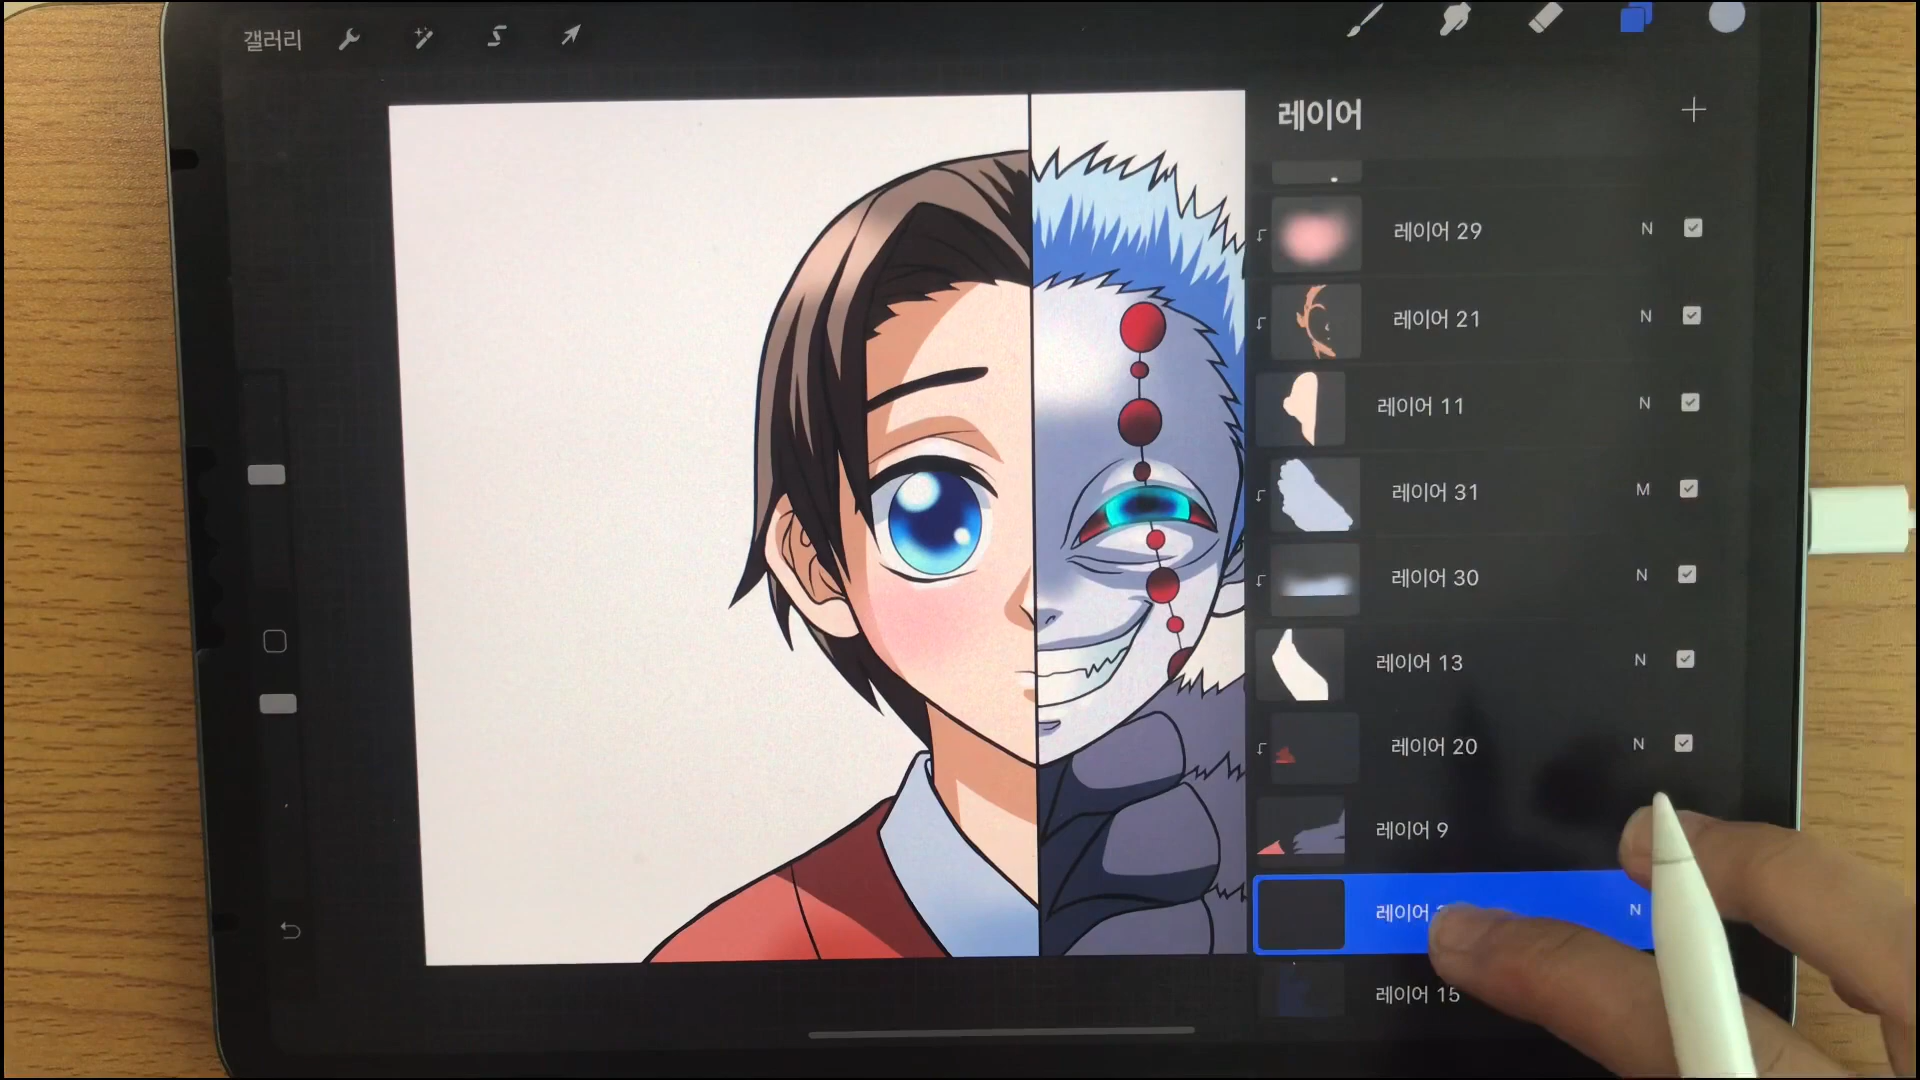 갤러리
레이어
레이어 29 N
레이어 21 N
레이어 11 N
레이어 31 M
레이어 30 N
레이어 13 N
레이어 20 N
레이어 9
레이어 N
레이어 15